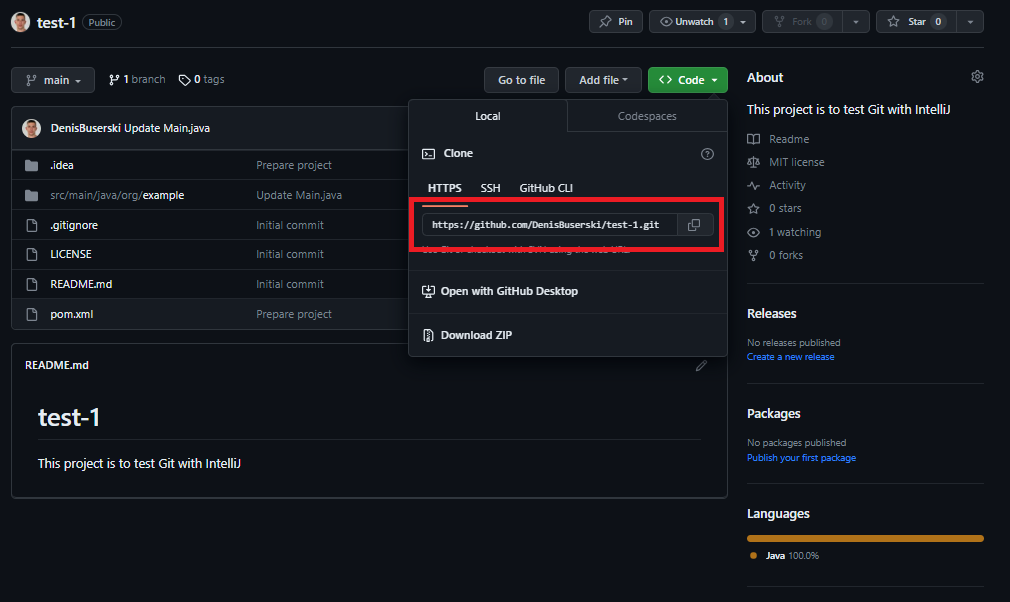 test-1 Public Pin Unwatch 1 Fork 0 Star 0
main 1 branch 0 tags Go to file Add file Code
DenisBuserski Update Main.java
.idea Prepare project
src/main/java/org/example Update Main.java
.gitignore Initial commit
LICENSE Initial commit
README.md Initial commit
pom.xml Prepare project
Local Codespaces
Clone
HTTPS SSH GitHub CLI
https://github.com/DenisBuserski/test-1.git
Open with GitHub Desktop
Download ZIP
README.md
test-1
This project is to test Git with IntelliJ
About
This project is to test Git with IntelliJ
Readme
MIT license
Activity
0 stars
1 watching
0 forks
Releases
No releases published
Create a new release
Packages
No packages published
Publish your first package
Languages
Java 100.0%